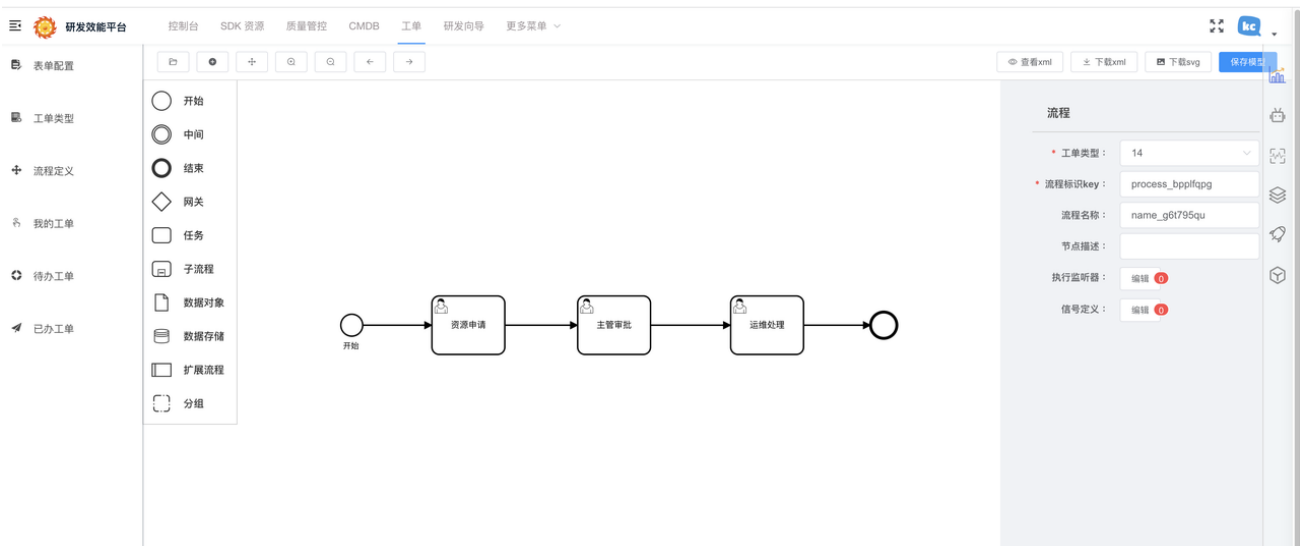 研发效能平台
控制台 SDK 资源 质量管控 CMDB 工单 研发向导 更多菜单
kc
表单配置
工单类型
流程定义
我的工单
待办工单
已办工单
查看xml 下载xml 下载svg 保存模型
开始
中间
结束
网关
任务
子流程
数据对象
数据存储
扩展流程
分组
开始
资源申请
主管审批
运维处理
流程
* 工单类型： 14
* 流程标识key： process_bpplfqpg
流程名称： name_g6t795qu
节点描述：
执行监听器： 编辑 0
信号定义： 编辑 0